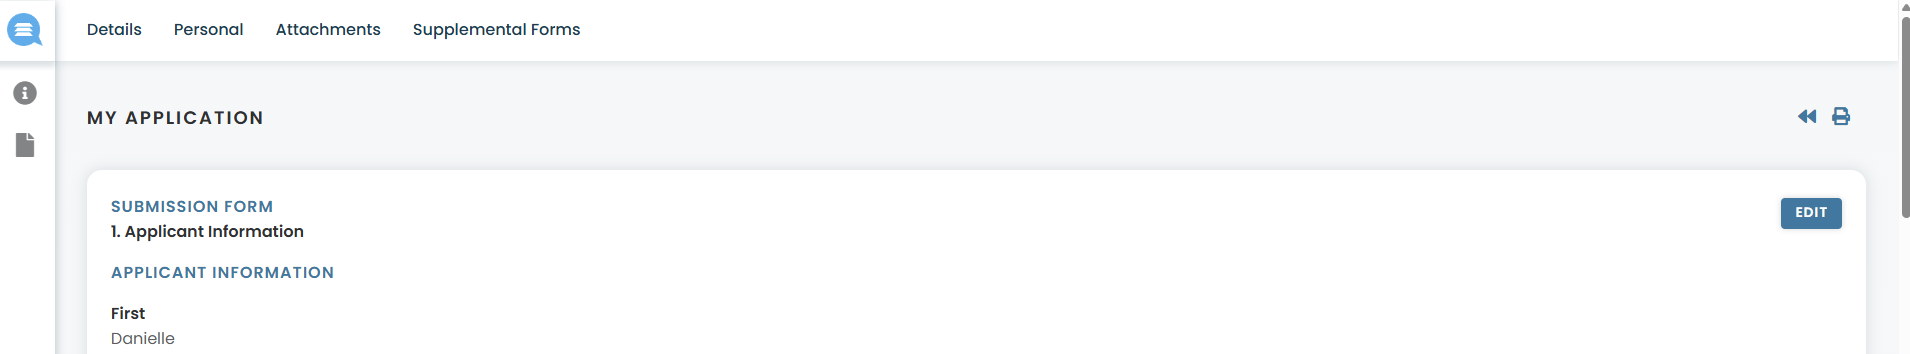 Details Personal Attachments Supplemental Forms
MY APPLICATION
SUBMISSION FORM
EDIT
1. Applicant Information
APPLICANT INFORMATION
First
Danielle